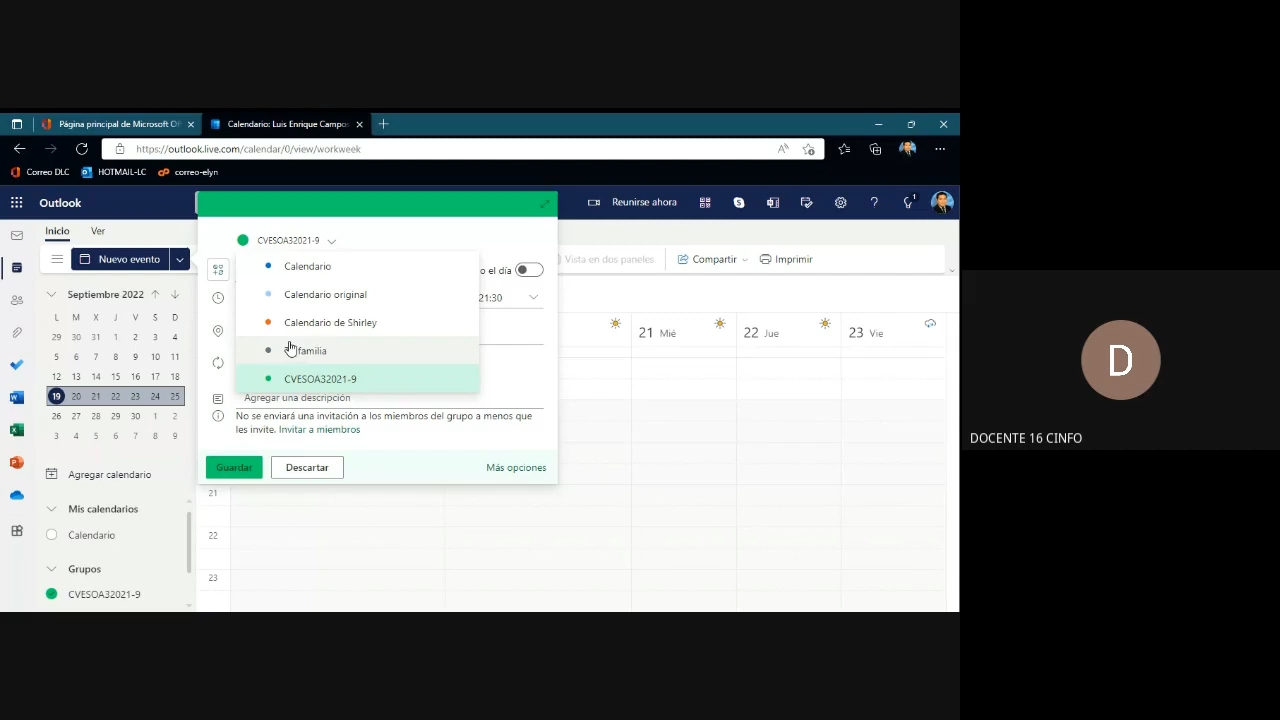 Página principal de Microsoft Of
Calendario: Luis Enrique Campos
https://outlook.live.com/calendar/0/view/workweek
Correo DLC
HOTMAIL-LC
correo-elyn
Outlook
Reunirse ahora
Inicio
Ver
Nuevo evento
CVESOA32021-9
Calendario
Calendario original
Calendario de Shirley
familia
CVESOA32021-9
o el día
21:30
Vista en dos paneles
Compartir
Imprimir
Septiembre 2022
L M X J V S D
29 30 31 1 2 3 4
5 6 7 8 9 10 11
12 13 14 15 16 17 18
19 20 21 22 23 24 25
26 27 28 29 30 1 2
3 4 5 6 7 8 9
21 Mié
22 Jue
23 Vie
Agregar una descripción
No se enviará una invitación a los miembros del grupo a menos que
les invite. Invitar a miembros
Guardar
Descartar
Más opciones
Agregar calendario
Mis calendarios
Calendario
Grupos
CVESOA32021-9
21
22
23
D
DOCENTE 16 CINFO